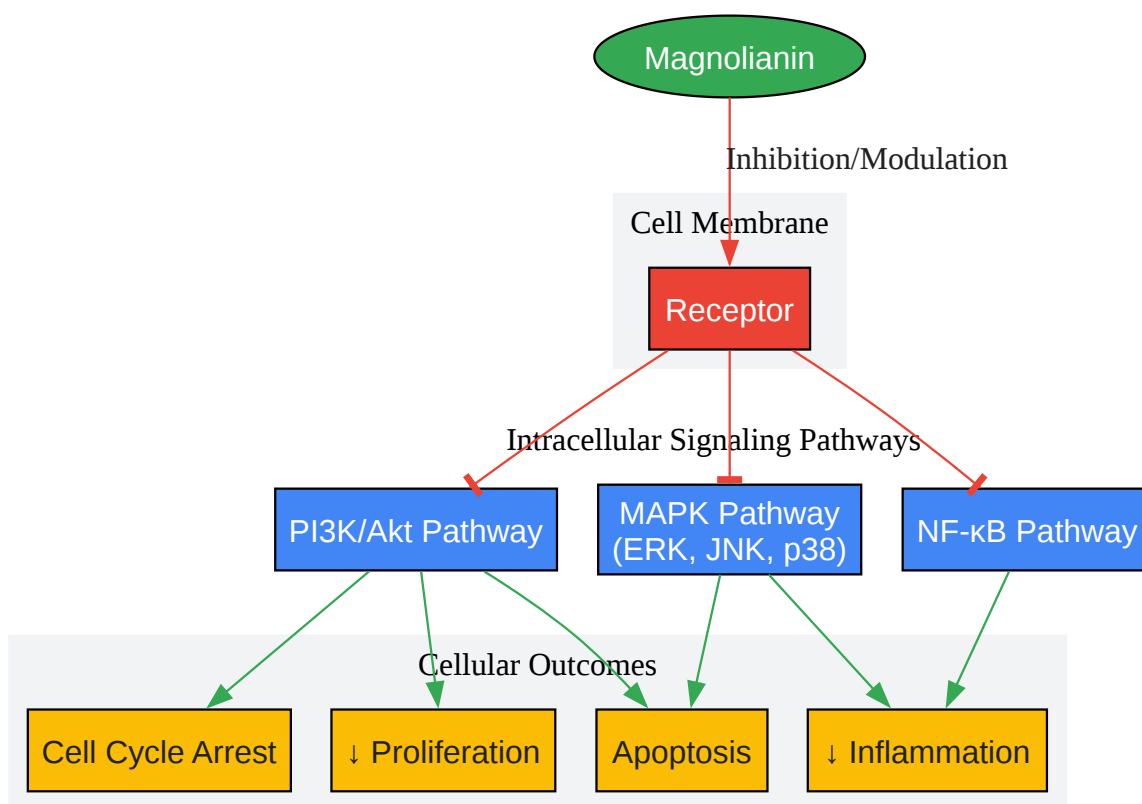 Magnolianin
Inhibition/Modulation
Cell Membrane
Receptor
Intracellular Signaling Pathways
PI3K/Akt Pathway
MAPK Pathway
(ERK, JNK, p38)
NF-κB Pathway
Cellular Outcomes
Cell Cycle Arrest
↓ Proliferation
Apoptosis
↓ Inflammation